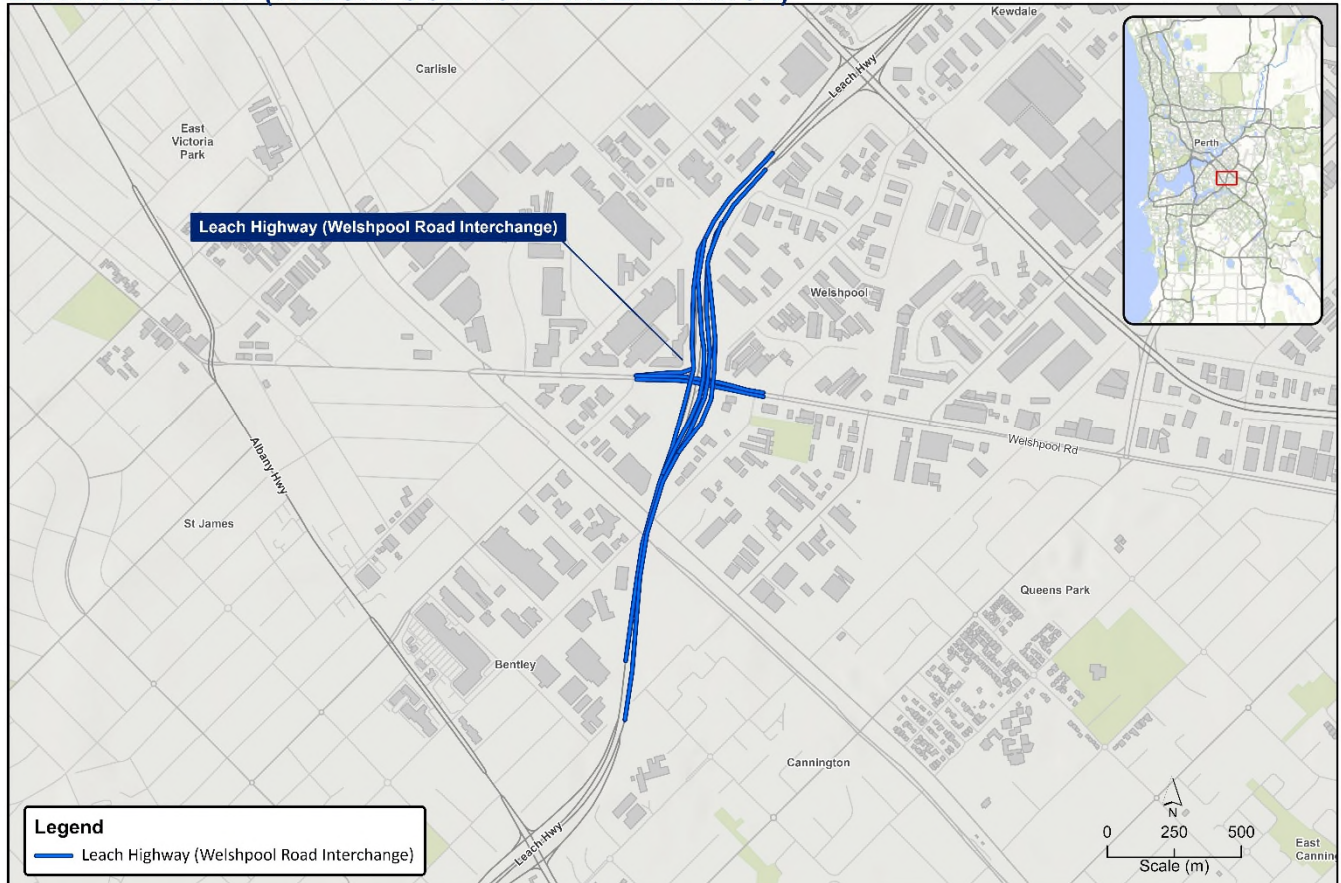 Kewdale
Carlisle
Leach Hwy
East
Victoria
Park
Perth
Leach Highway (Welshpool Road Interchange)
Welshpool
Welshpool Rd
Albany Hwy
St James
Queens Park
Bentley
Cannington
Leach Hwy
Legend
Leach Highway (Welshpool Road Interchange)
N
0 250 500
Scale (m)
East
Cannin